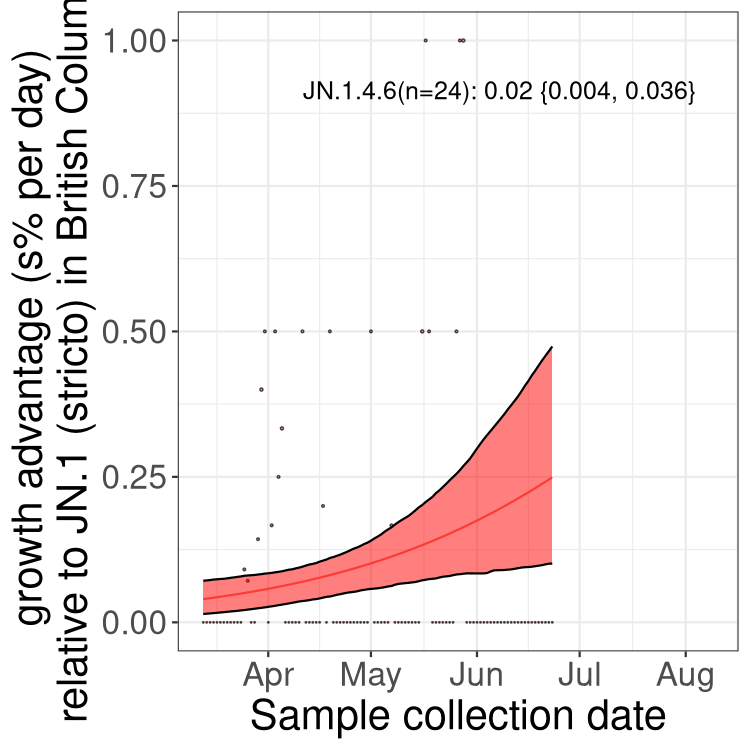 growth advantage (s% per day)
relative to JN.1 (stricto) in British Colum
1.00
0.75
0.50
0.25
0.00
JN.1.4.6(n=24): 0.02 {0.004, 0.036}
Apr May Jun Jul Aug
Sample collection date